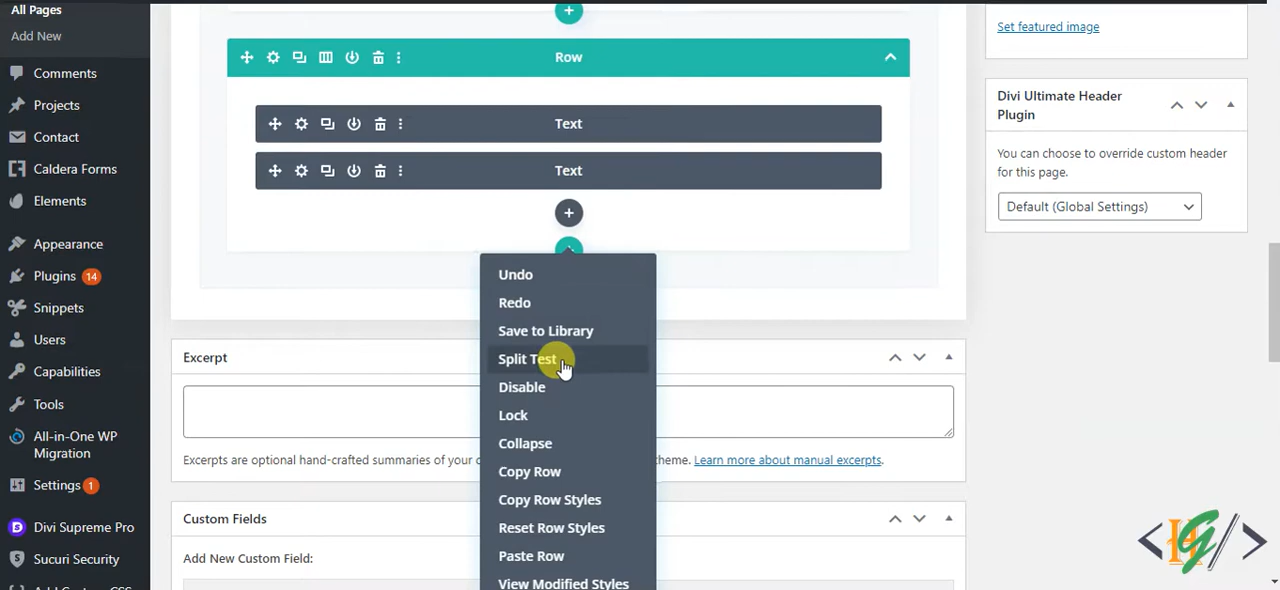 All Pages
Add New
Comments
Projects
Contact
Caldera Forms
Elements
Appearance
Plugins 14
Snippets
Users
Capabilities
Tools
All-in-One WP
Migration
Settings 1
Divi Supreme Pro
Sucuri Security
Row
Text
Text
Undo
Redo
Save to Library
Split Test
Disable
Lock
Collapse
Copy Row
Copy Row Styles
Reset Row Styles
Paste Row
View Modified Styles
Excerpt
Excerpts are optional hand-crafted summaries of your
heme. Learn more about manual excerpts.
Custom Fields
Add New Custom Field:
Set featured image
Divi Ultimate Header
Plugin
You can choose to override custom header
for this page.
Default (Global Settings)
<HG/>